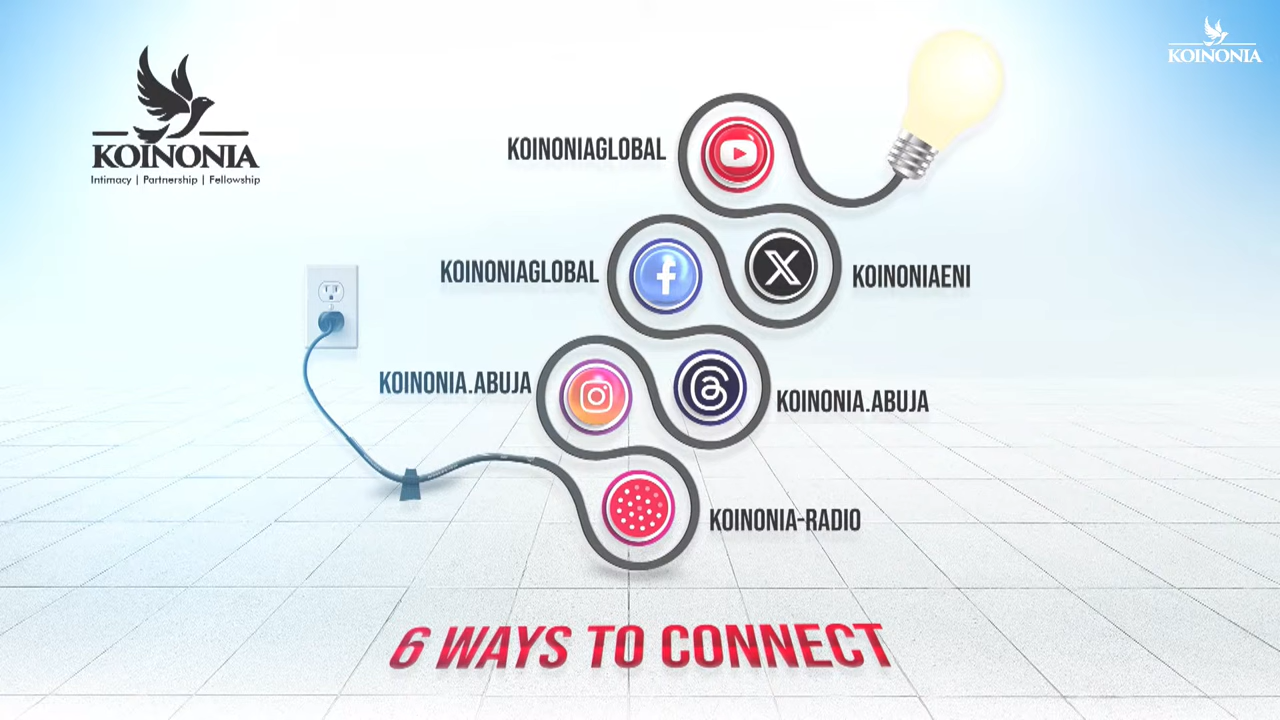 KOINONIA
Intimacy | Partnership | Fellowship
KOINONIA
KOINONIAGLOBAL
KOINONIAGLOBAL
KOINONIAENI
KOINONIA.ABUJA
KOINONIA.ABUJA
KOINONIA-RADIO
6 WAYS TO CONNECT